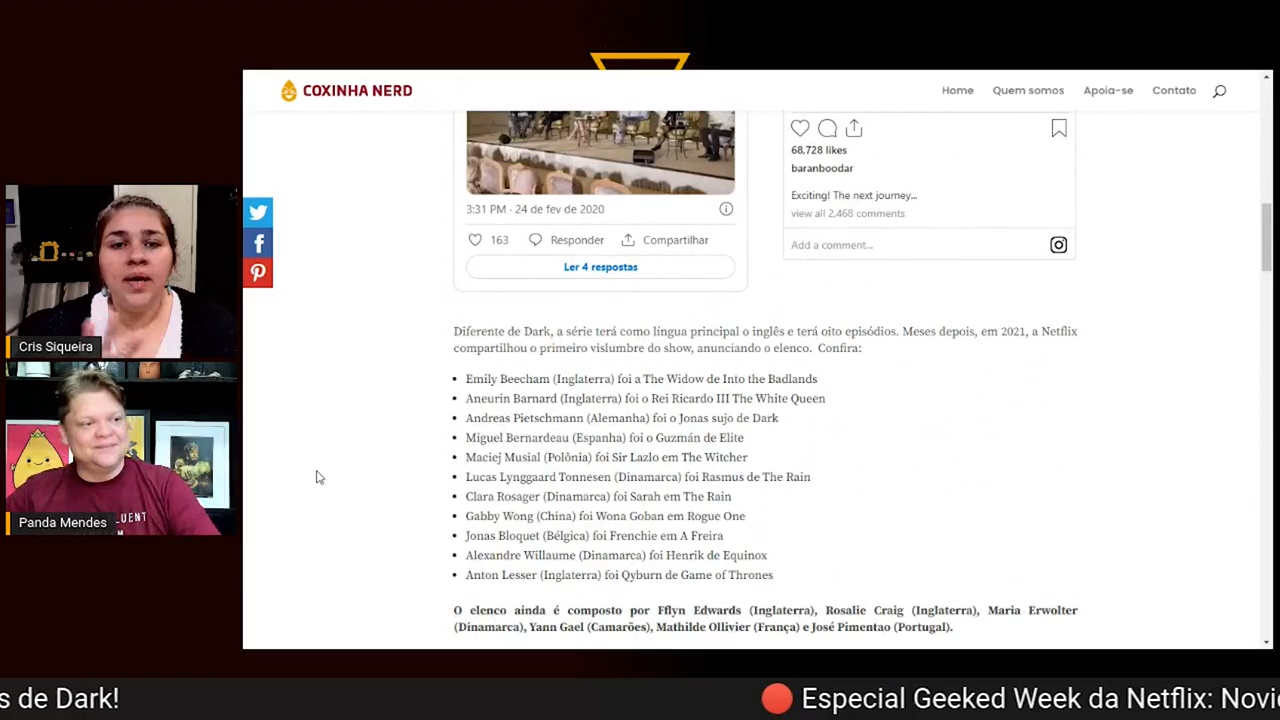 COXINHA NERD
Home Quem somos Apoia-se Contato
3:31 PM · 24 de fev de 2020
163 Responder Compartilhar
Ler 4 respostas
68,728 likes
baranboodar
Exciting! The next journey...
view all 2,468 comments
Add a comment...
Cris Siqueira
Panda Mendes
Diferente de Dark, a série terá como língua principal o inglês e terá oito episódios. Meses depois, em 2021, a Netflix
compartilhou o primeiro vislumbre do show, anunciando o elenco. Confira:
• Emily Beecham (Inglaterra) foi a The Widow de Into the Badlands
• Aneurin Barnard (Inglaterra) foi o Rei Ricardo III The White Queen
• Andreas Pietschmann (Alemanha) foi o Jonas sujo de Dark
• Miguel Bernardeau (Espanha) foi o Guzmán de Elite
• Maciej Musial (Polônia) foi Sir Lazlo em The Witcher
• Lucas Lynggaard Tonnesen (Dinamarca) foi Rasmus de The Rain
• Clara Rosager (Dinamarca) foi Sarah em The Rain
• Gabby Wong (China) foi Wona Goban em Rogue One
• Jonas Bloquet (Bélgica) foi Frenchie em A Freira
• Alexandre Willaume (Dinamarca) foi Henrik de Equinox
• Anton Lesser (Inglaterra) foi Qyburn de Game of Thrones
O elenco ainda é composto por Fflyn Edwards (Inglaterra), Rosalie Craig (Inglaterra), Maria Erwolter
(Dinamarca), Yann Gael (Camarões), Mathilde Ollivier (França) e José Pimentao (Portugal).
s de Dark! Especial Geeked Week da Netflix: Novi